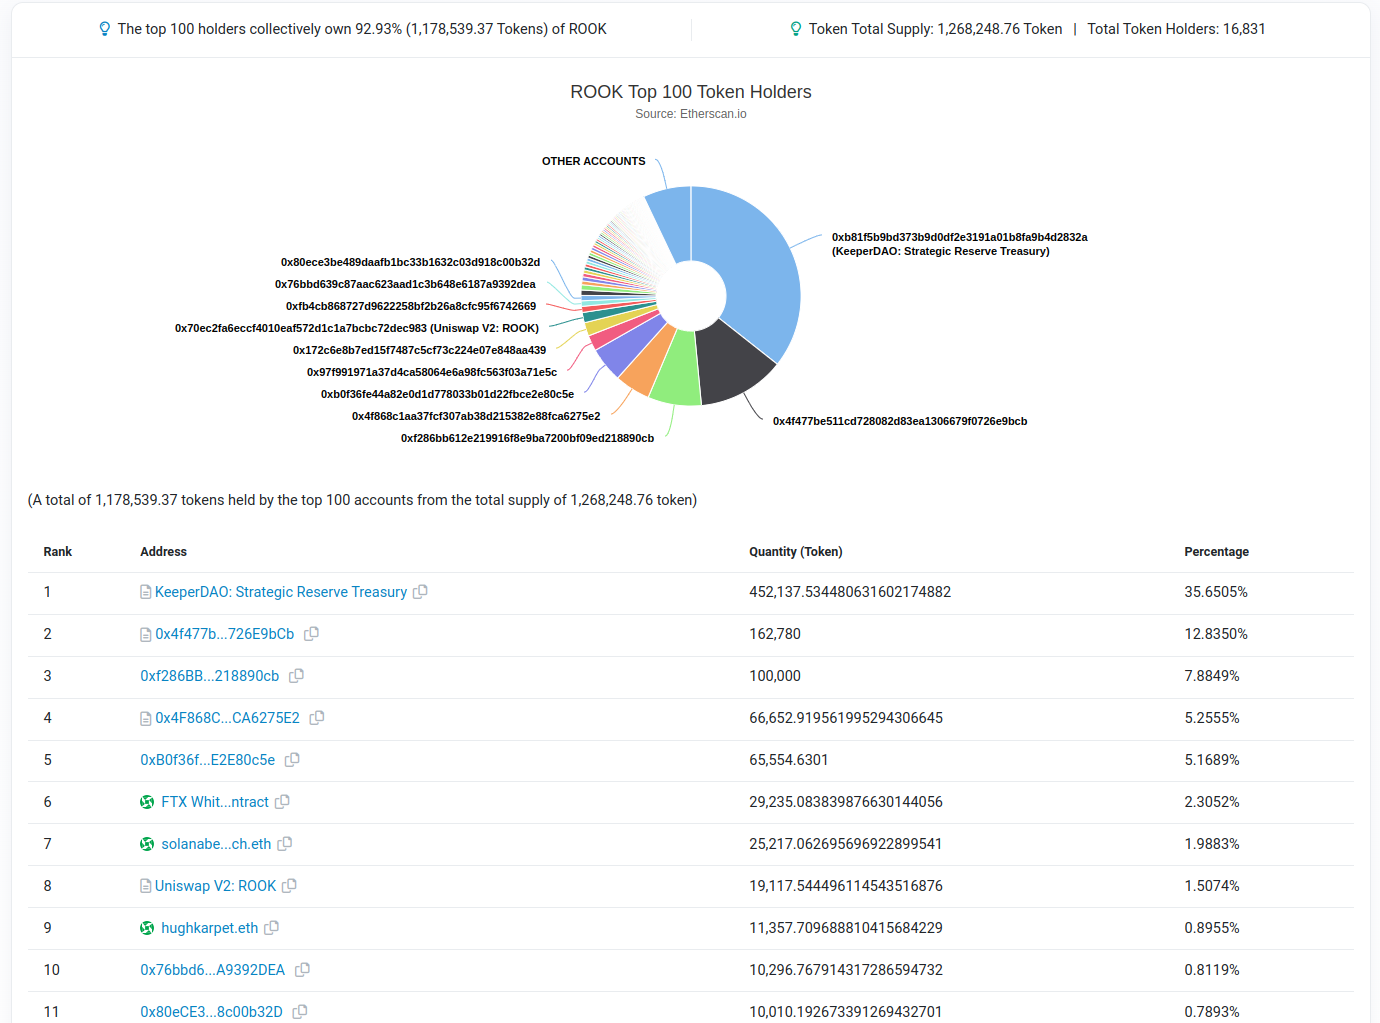 The top 100 holders collectively own 92.93% (1,178,539.37 Tokens) of ROOK
Token Total Supply: 1,268,248.76 Token | Total Token Holders: 16,831
ROOK Top 100 Token Holders
Source: Etherscan.io
OTHER ACCOUNTS
0xb81f5b9bd373b9d0df2e3191a01b8fa9b4d2832a
(KeeperDAO: Strategic Reserve Treasury)
0x80ece3be489daafb1bc33b1632c03d918c00b32d
0x76bbd639c87aac623aad1c3b648e6187a9392dea
0xfb4cb868727d9622258bf2b26a8cfc95f6742669
0x70ec2fa6eccf4010eaf572d1c1a7bcbc72dec983 (Uniswap V2: ROOK)
0x172c6e8b7ed15f7487c5cf73c224e07e848aa439
0x97f991971a37d4ca58064e6a98fc563f03a71e5c
0xb0f36fe44a82e0d1d778033b01d22fbce2e80c5e
0x4f868c1aa37fcf307ab38d215382e88fca6275e2
0xf286bb612e219916f8e9ba7200bf09ed218890cb
0x4f477be511cd728082d83ea1306679f0726e9bcb
(A total of 1,178,539.37 tokens held by the top 100 accounts from the total supply of 1,268,248.76 token)
Rank Address Quantity (Token) Percentage
1 KeeperDAO: Strategic Reserve Treasury 452,137.534480631602174882 35.6505%
2 0x4f477b...726E9bCb 162,780 12.8350%
3 0xf286BB...218890cb 100,000 7.8849%
4 0x4F868C...CA6275E2 66,652.919561995294306645 5.2555%
5 0xB0f36f...E2E80c5e 65,554.6301 5.1689%
6 FTX Whit...ntract 29,235.083839876630144056 2.3052%
7 solanabe...ch.eth 25,217.062695696922899541 1.9883%
8 Uniswap V2: ROOK 19,117.544496114543516876 1.5074%
9 hughkarpet.eth 11,357.709688810415684229 0.8955%
10 0x76bbd6...A9392DEA 10,296.767914317286594732 0.8119%
11 0x80eCE3...8c00b32D 10,010.192673391269432701 0.7893%